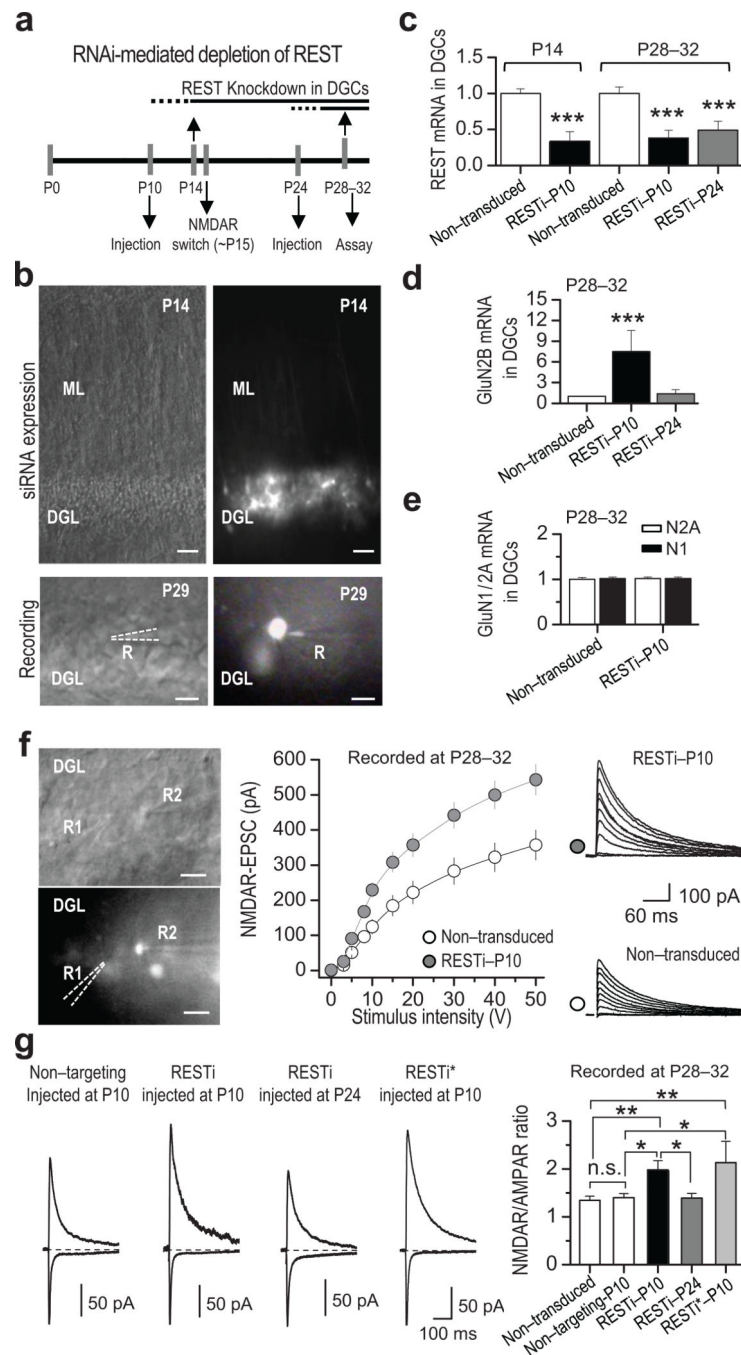 a
RNAi-mediated depletion of REST
REST Knockdown in DGCs
P0 P10 P14 P24 P28–32
Injection NMDAR switch (~P15) Injection Assay
b
siRNA expression
P14
ML
DGL
P14
ML
DGL
Recording
P29
R
DGL
P29
R
DGL
c
P14 P28–32
REST mRNA in DGCs
1.5
1.0
0.5
0.0
*** *** ***
Non–transduced
RESTi–P10
Non–transduced
RESTi–P10
RESTi–P24
d
P28–32
GluN2B mRNA
in DGCs
15
12
9
6
3
0
***
Non–transduced
RESTi–P10
RESTi–P24
e
P28–32
N2A
N1
GluN1/2A mRNA
in DGCs
2
1
0
Non–transduced
RESTi–P10
f
DGL
R1
R2
DGL
R1
R2
Recorded at P28–32
NMDAR-EPSC (pA)
600
500
400
300
200
100
0
0 10 20 30 40 50
Stimulus intensity (V)
Non–transduced
RESTi–P10
RESTi–P10
100 pA
60 ms
Non–transduced
g
Non–targeting
Injected at P10
RESTi
injected at P10
RESTi
injected at P24
RESTi*
injected at P10
50 pA
50 pA
50 pA
50 pA
100 ms
Recorded at P28–32
NMDAR/AMPAR ratio
3
2
1
0
**
**
*
n.s.
*
*
Non–transduced
Non–targeting-P10
RESTi–P10
RESTi–P24
RESTi*–P10